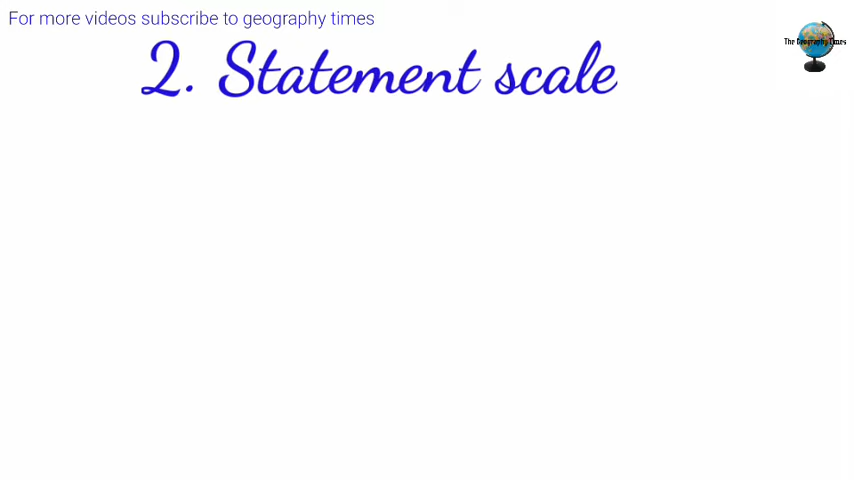 For more videos subscribe to geography times
The Geography Times
2. Statement scale